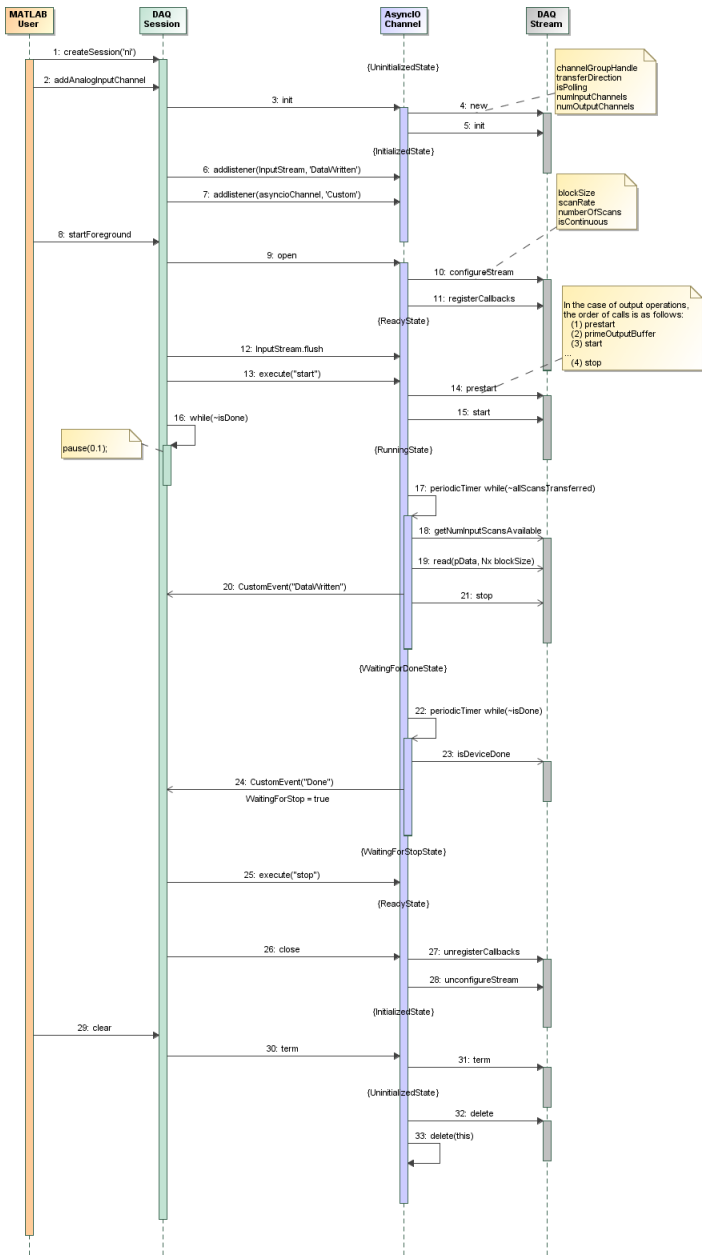 MATLAB
User
DAQ
Session
AsyncIO
Channel
DAQ
Stream
1: createSession('ni')
{UninitializedState}
channelGroupHandle
transferDirection
isPolling
numInputChannels
numOutputChannels
2: addAnalogInputChannel
3: init
4: new
5: init
{InitializedState}
6: addlistener(InputStream, 'DataWritten')
7: addlistener(asyncioChannel, 'Custom')
blockSize
scanRate
numberOfScans
isContinuous
8: startForeground
9: open
10: configureStream
11: registerCallbacks
{ReadyState}
In the case of output operations,
the order of calls is as follows:
(1) prestart
(2) primeOutputBuffer
(3) start
...
(4) stop
12: InputStream.flush
13: execute("start")
14: prestart
15: start
16: while(~isDone)
pause(0.1);
{RunningState}
17: periodicTimer while(~allScansTransferred)
18: getNumInputScansAvailable
19: read(pData, Nx blockSize)
20: CustomEvent("DataWritten")
21: stop
{WaitingForDoneState}
22: periodicTimer while(~isDone)
23: isDeviceDone
24: CustomEvent("Done")
WaitingForStop = true
{WaitingForStopState}
25: execute("stop")
{ReadyState}
26: close
27: unregisterCallbacks
28: unconfigureStream
{InitializedState}
29: clear
30: term
31: term
{UninitializedState}
32: delete
33: delete(this)